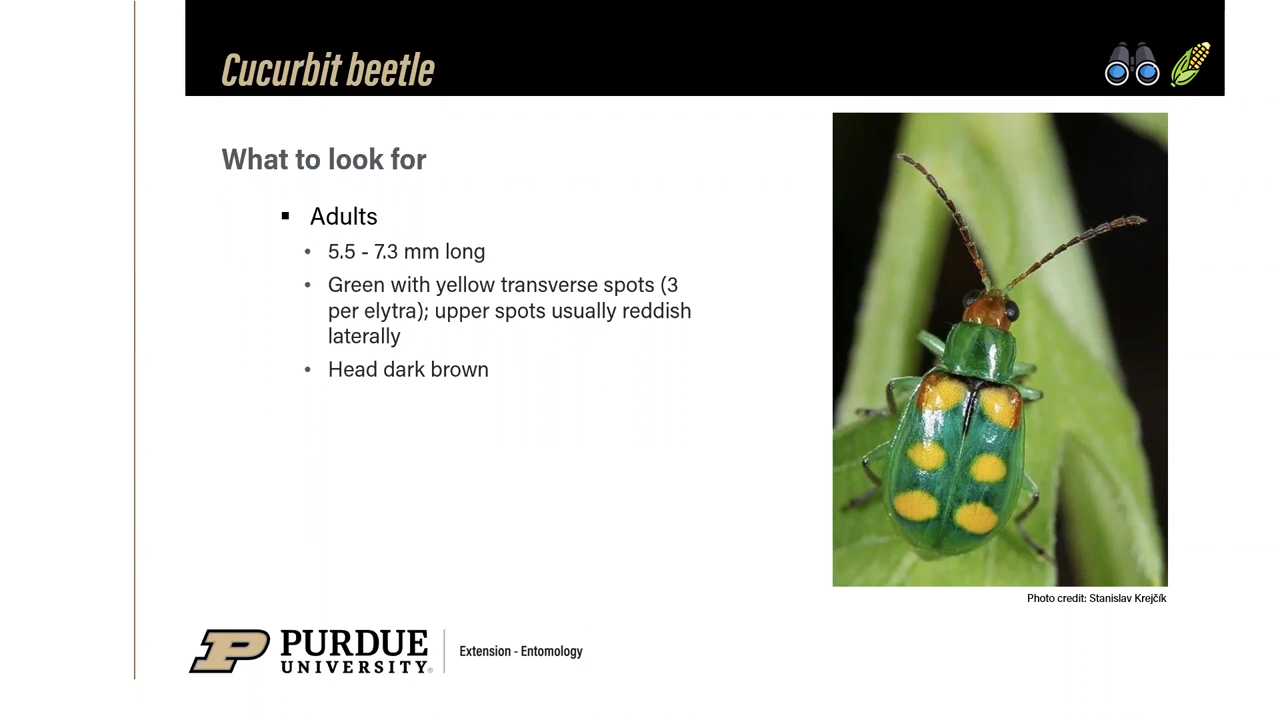 Cucurbit beetle
What to look for
▪ Adults
• 5.5 - 7.3 mm long
• Green with yellow transverse spots (3
per elytra); upper spots usually reddish
laterally
• Head dark brown
Photo credit: Stanislav Krejčík
P PURDUE
UNIVERSITY®
Extension - Entomology